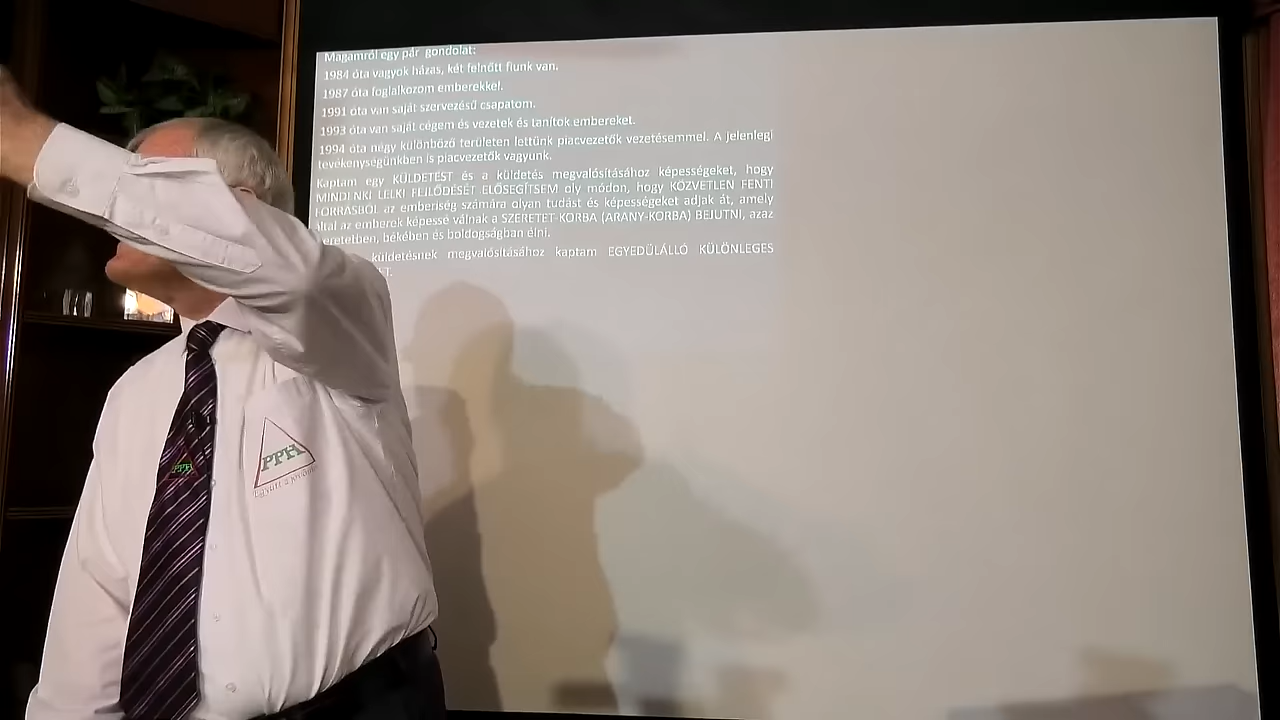 Magamról egy pár gondolat:
1984 óta vagyok házas, két felnőtt fiunk van.
1987 óta foglalkozom emberekkel.
1991 óta van saját szervezésű csapatom.
1993 óta van saját cégem és vezetek és tanítok embereket.
1994 óta négy különböző területen lettünk piacvezetők vezetésemmel. A jelenlegi
tevékenységünkben is piacvezetők vagyunk.
Kaptam egy KÜLDETÉST és a küldetés megvalósításához képességeket, hogy
MINDENKI LELKI FEJLŐDÉSÉT ELŐSEGÍTSEM oly módon, hogy KÖZVETLEN FENTI
FORRÁSBÓL az emberiség számára olyan tudást és képességeket adjak át, amely
által az emberek képessé válnak a SZERETET-KORBA (ARANY-KORBA) BEJUTNI, azaz
eretetben, békében és boldogságban élni.
küldetésnek megvalósításához kaptam EGYEDÜLÁLLÓ KÜLÖNLEGES
PPH
Együtt a jövő
PPH